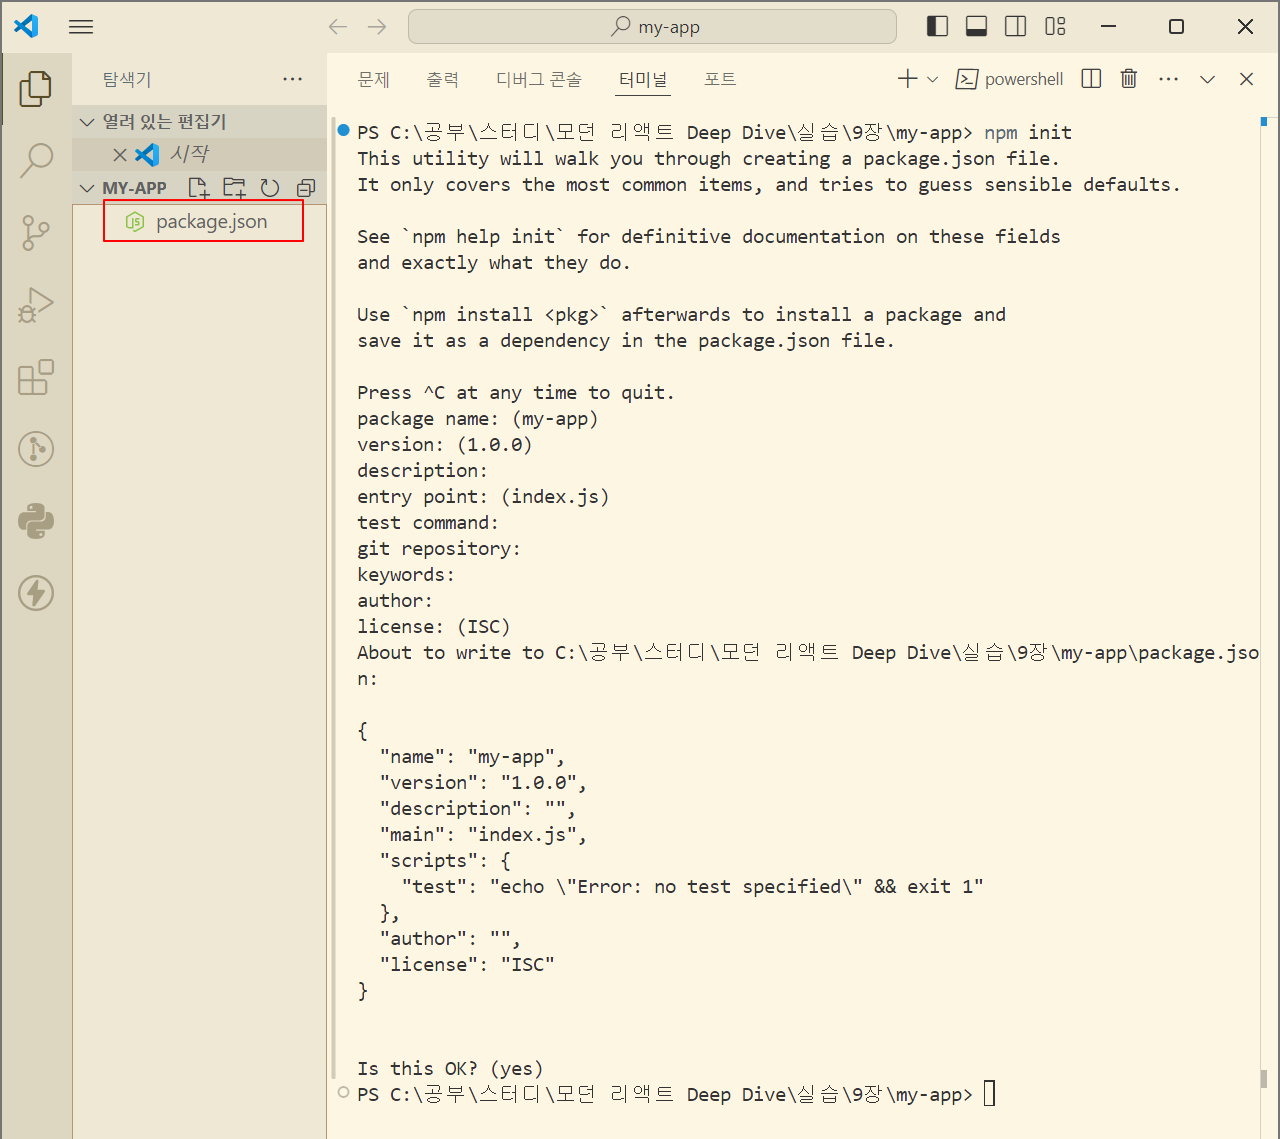 my-app
탐색기
열려 있는 편집기
시작
MY-APP
package.json
문제 출력 디버그 콘솔 터미널 포트
powershell
PS C:\공부\스터디\모던 리액트 Deep Dive\실습\9장\my-app> npm init
This utility will walk you through creating a package.json file.
It only covers the most common items, and tries to guess sensible defaults.
See `npm help init` for definitive documentation on these fields
and exactly what they do.
Use `npm install <pkg>` afterwards to install a package and
save it as a dependency in the package.json file.
Press ^C at any time to quit.
package name: (my-app)
version: (1.0.0)
description:
entry point: (index.js)
test command:
git repository:
keywords:
author:
license: (ISC)
About to write to C:\공부\스터디\모던 리액트 Deep Dive\실습\9장\my-app\package.jso
n:
{
  "name": "my-app",
  "version": "1.0.0",
  "description": "",
  "main": "index.js",
  "scripts": {
    "test": "echo \"Error: no test specified\" && exit 1"
  },
  "author": "",
  "license": "ISC"
}
Is this OK? (yes)
PS C:\공부\스터디\모던 리액트 Deep Dive\실습\9장\my-app>